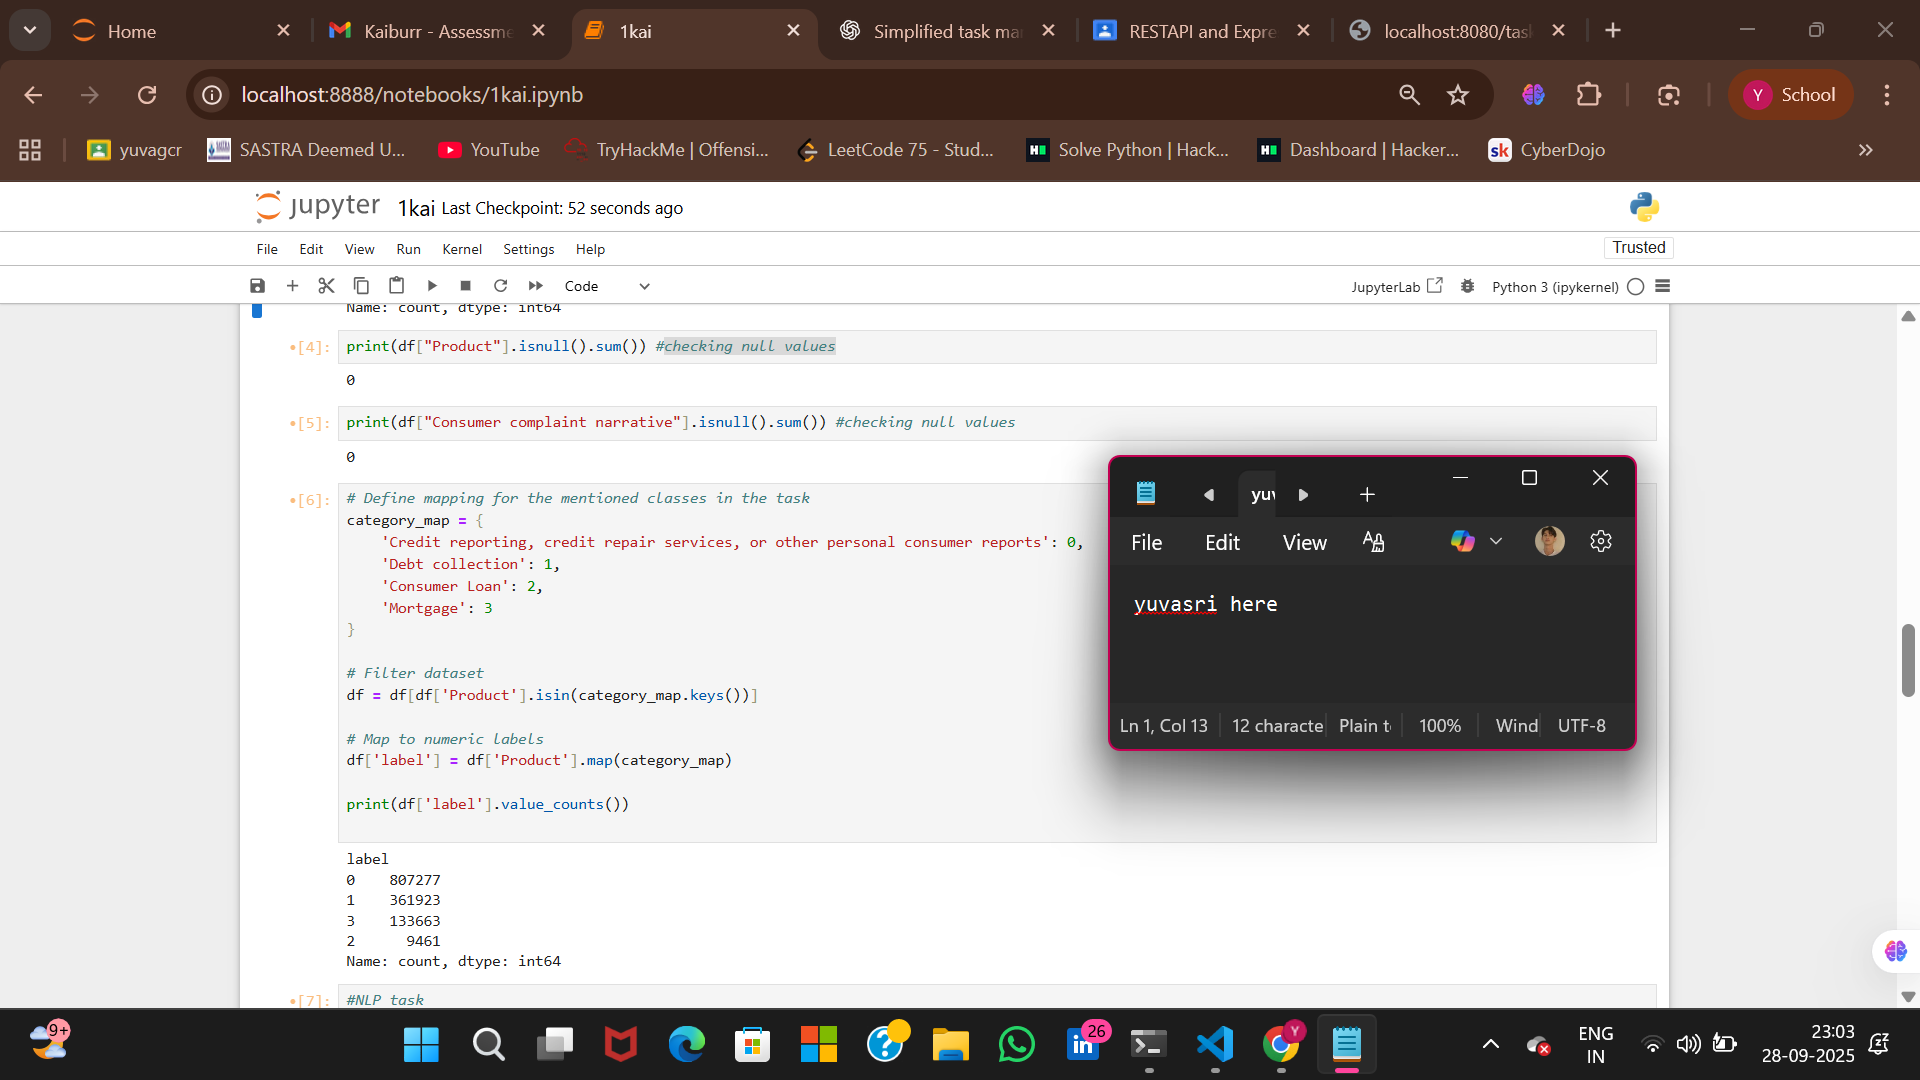 Home
Kaiburr - Assessme
1kai
Simplified task ma
RESTAPI and Expre
localhost:8080/tas
localhost:8888/notebooks/1kai.ipynb
Y School
yuvagcr
SASTRA Deemed U...
YouTube
TryHackMe | Offensi...
LeetCode 75 - Stud...
Solve Python | Hack...
Dashboard | Hacker...
sk CyberDojo
jupyter 1kai Last Checkpoint: 52 seconds ago
File Edit View Run Kernel Settings Help
Trusted
Code
JupyterLab
Python 3 (ipykernel)
Name: count, dtype: int64
[4]: print(df["Product"].isnull().sum()) #checking null values
0
[5]: print(df["Consumer complaint narrative"].isnull().sum()) #checking null values
0
[6]: # Define mapping for the mentioned classes in the task
category_map = {
    'Credit reporting, credit repair services, or other personal consumer reports': 0,
    'Debt collection': 1,
    'Consumer Loan': 2,
    'Mortgage': 3
}
# Filter dataset
df = df[df['Product'].isin(category_map.keys())]
# Map to numeric labels
df['label'] = df['Product'].map(category_map)
print(df['label'].value_counts())
label
0    807277
1    361923
3    133663
2      9461
Name: count, dtype: int64
[7]: #NLP task
yuv
File Edit View
yuvasri here
Ln 1, Col 13
12 characte
Plain t
100%
Wind
UTF-8
9+
26
Y
ENG
IN
23:03
28-09-2025